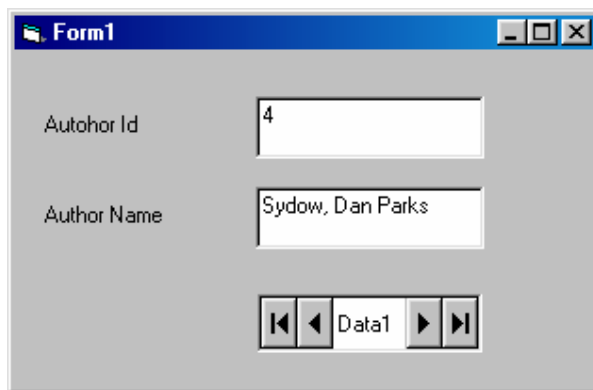 Form1
Autohor Id
4
Author Name
Sydow, Dan Parks
Data1